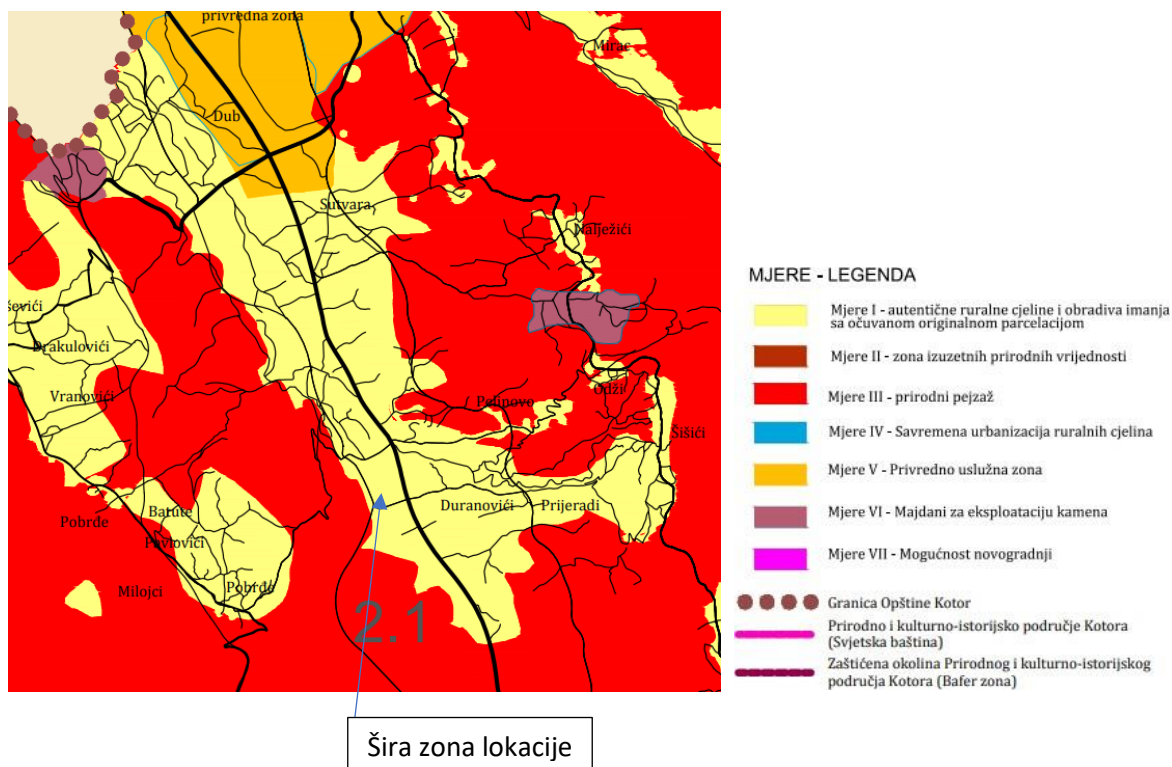 privredna zona
Mirac
Dub
Sutvara
Nalježići
ševići
Drakulovići
Vranovići
Pelinovo
Šišići
Duranovići
Prijeradi
Batute
Pobrđe
Pavlovići
Pobrđe
Milojci
2.1
Šira zona lokacije
MJERE - LEGENDA
Mjere I - autentične ruralne cjeline i obradiva imanja
sa očuvanom originalnom parcelacijom
Mjere II - zona izuzetnih prirodnih vrijednosti
Mjere III - prirodni pejzaž
Mjere IV - Savremena urbanizacija ruralnih cjelina
Mjere V - Privredno uslužna zona
Mjere VI - Majdani za eksploataciju kamena
Mjere VII - Mogućnost novogradnji
Granica Opštine Kotor
Prirodno i kulturno-istorijsko područje Kotora
(Svjetska baština)
Zaštićena okolina Prirodnog i kulturno-istorijskog
područja Kotora (Bafer zona)